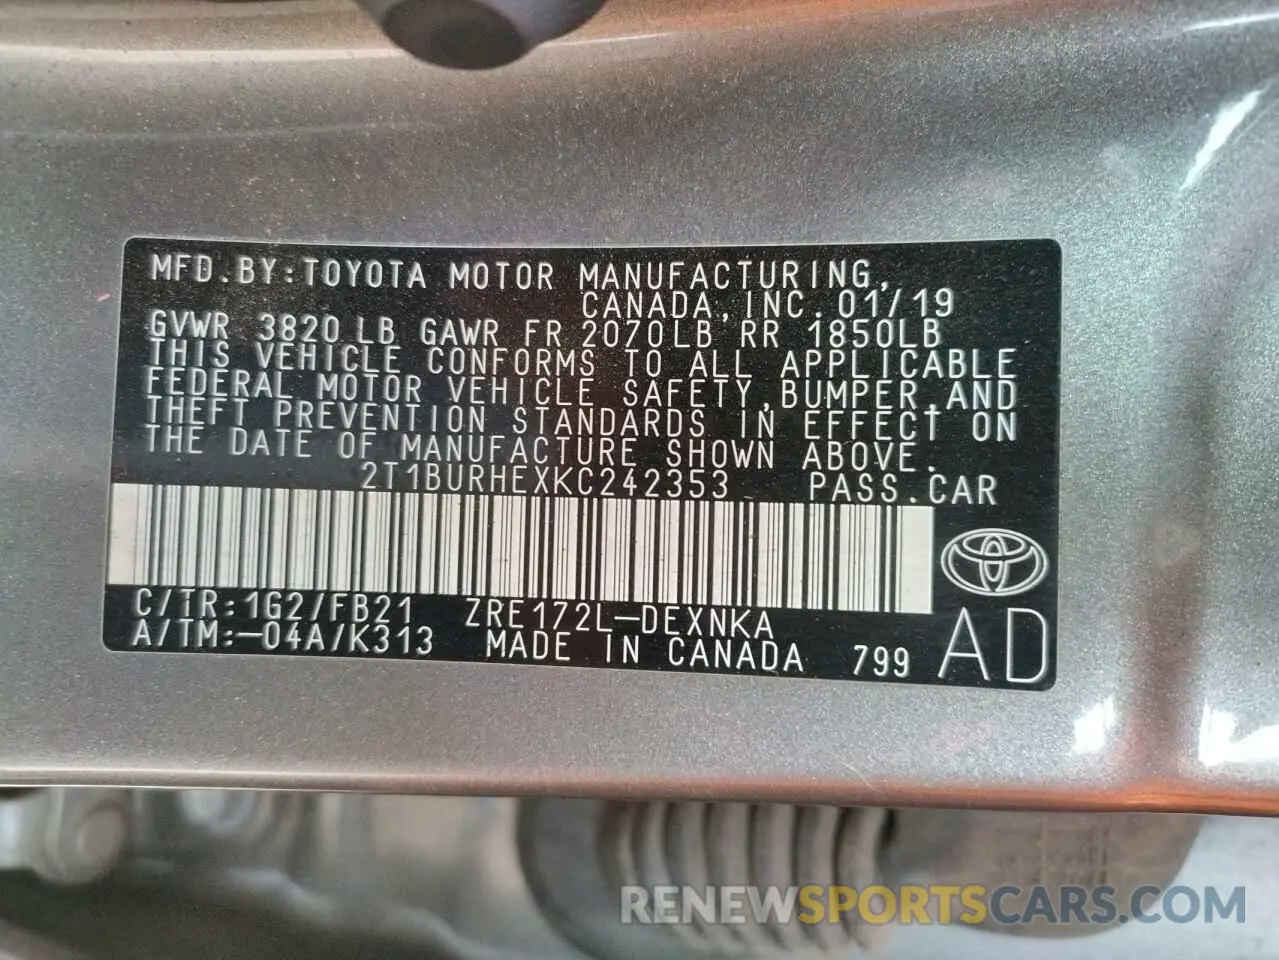 MFD.BY:TOYOTA MOTOR MANUFACTURING,
CANADA,INC. 01/19
GVWR 3820LB GAWR FR 2070LB RR 1850LB
THIS VEHICLE CONFORMS TO ALL APPLICABLE
FEDERAL MOTOR VEHICLE SAFETY,BUMPER,AND
THEFT PREVENTION STANDARDS IN EFFECT ON
THE DATE OF MANUFACTURE SHOWN ABOVE.
2T1BURHEXKC242353 PASS.CAR
C/TR:1G2/FB21 ZRE172L-DEXNKA
A/TM:-04A/K313 MADE IN CANADA 799 AD
RENEWSPORTSCARS.COM